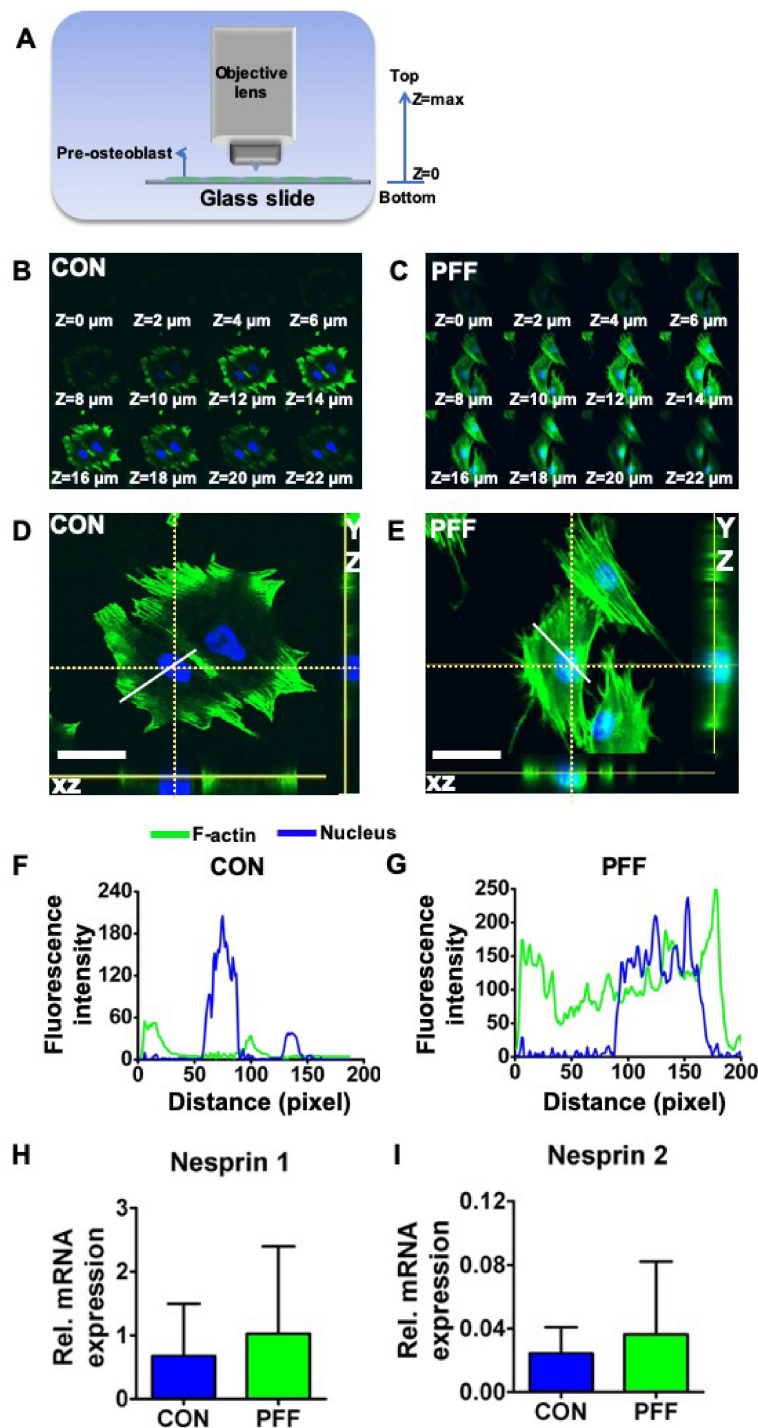 A
Objective
lens
Top
Z=max
Pre-osteoblast
Z=0
Glass slide
Bottom
B
CON
Z=0 μm Z=2 μm Z=4 μm Z=6 μm
Z=8 μm Z=10 μm Z=12 μm Z=14 μm
Z=16 μm Z=18 μm Z=20 μm Z=22 μm
C
PFF
Z=0 μm Z=2 μm Z=4 μm Z=6 μm
Z=8 μm Z=10 μm Z=12 μm Z=14 μm
Z=16 μm Z=18 μm Z=20 μm Z=22 μm
D
CON
Y
Z
XZ
E
PFF
Y
Z
XZ
F-actin Nucleus
F
CON
Fluorescence
intensity
240
180
120
60
0
0 50 100 150 200
Distance (pixel)
G
PFF
Fluorescence
intensity
250
200
150
100
50
0
0 50 100 150 200
Distance (pixel)
H
Nesprin 1
Rel. mRNA
expression
3
2
1
0
CON PFF
I
Nesprin 2
Rel. mRNA
expression
0.12
0.08
0.04
0.00
CON PFF